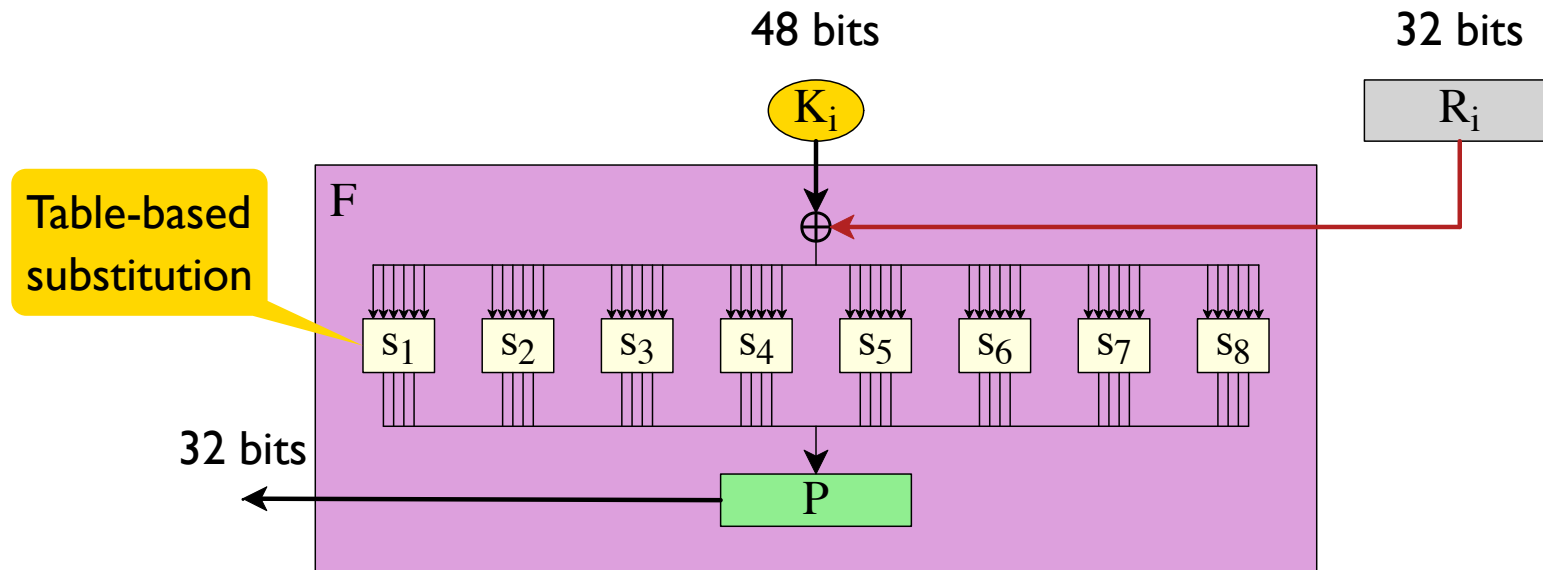 48 bits
32 bits
Kᵢ
Rᵢ
F
Table-based
substitution
s₁ s₂ s₃ s₄ s₅ s₆ s₇ s₈
32 bits
P